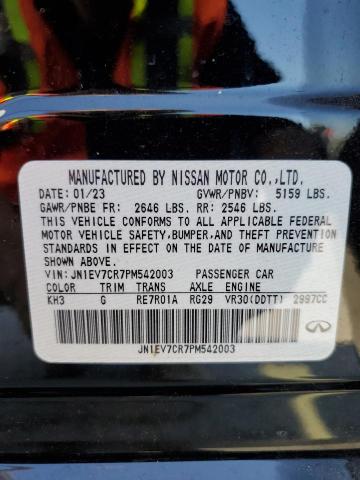 MANUFACTURED BY NISSAN MOTOR CO.,LTD.
DATE: 01/23 GVWR/PNBV: 5159 LBS.
GAWR/PNBE FR: 2646 LBS. RR: 2546 LBS.
THIS VEHICLE CONFORMS TO ALL APPLICABLE FEDERAL
MOTOR VEHICLE SAFETY,BUMPER,AND THEFT PREVENTION
STANDARDS IN EFFECT ON THE DATE OF MANUFACTURE
SHOWN ABOVE.
VIN:JN1EV7CR7PM542003 PASSENGER CAR
COLOR TRIM TRANS AXLE ENGINE
KH3 G RE7R01A RG29 VR30(DDTT) 2997CC
JN1EV7CR7PM542003